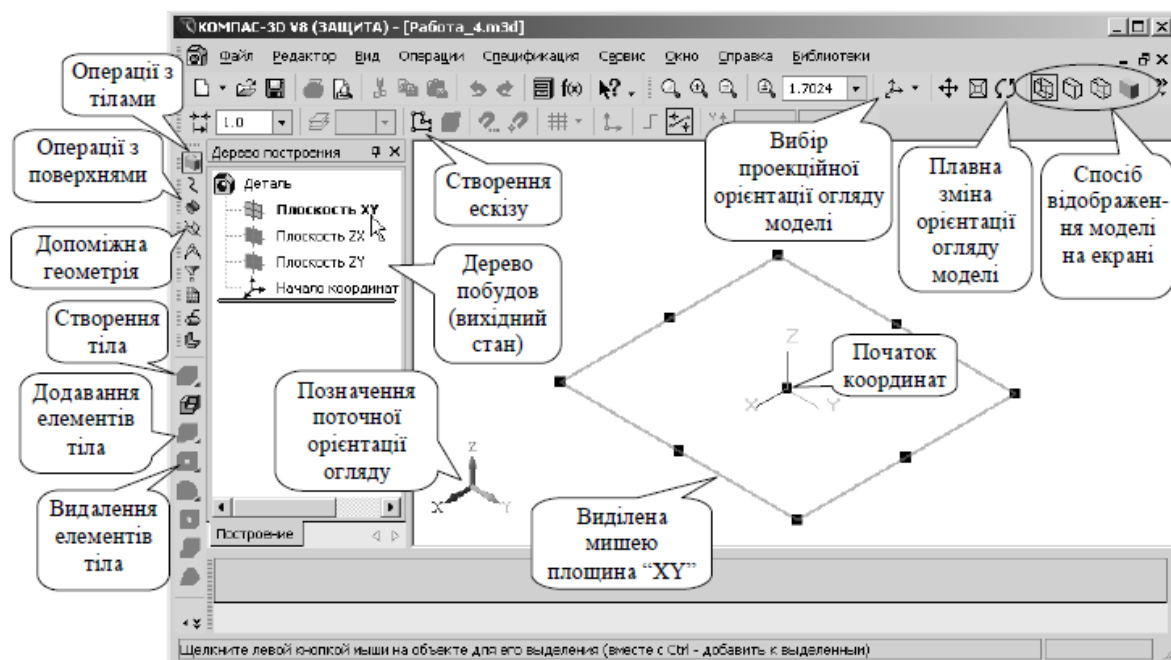 КОМПАС-3D V8 (ЗАЩИТА) - [Работа_4.m3d]
Файл Редактор Вид Операции Спецификация Сервис Окно Справка Библиотеки
1.7024
1.0
Операції з
тілами
Операції з
поверхнями
Допоміжна
геометрія
Створення
тіла
Додавання
елементів
тіла
Видалення
елементів
тіла
Дерево построения
Деталь
Плоскость XY
Плоскость ZX
Плоскость ZY
Начало координат
Построение
Створення
ескізу
Дерево
побудов
(вихідний
стан)
Позначення
поточної
орієнтації
огляду
Z
X
Y
Вибір
проекційної
орієнтації огляду
моделі
Плавна
зміна
орієнтації
огляду
моделі
Спосіб
відображен-
ня моделі
на екрані
Z
X
Y
Початок
координат
Виділена
мишею
площина “XY”
Щелкните левой кнопкой мыши на объекте для его выделения (вместе с Ctrl - добавить к выделенным)